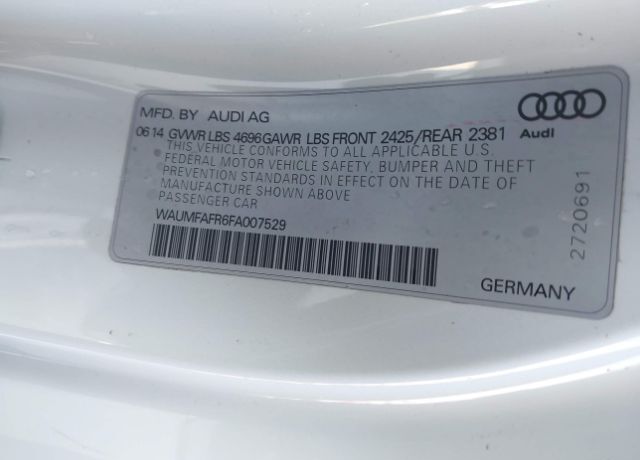 MFD. BY AUDI AG
06 14 GVWR LBS 4696 GAWR LBS FRONT 2425/REAR 2381
Audi
THIS VEHICLE CONFORMS TO ALL APPLICABLE U.S.
FEDERAL MOTOR VEHICLE SAFETY, BUMPER AND THEFT
PREVENTION STANDARDS IN EFFECT ON THE DATE OF
MANUFACTURE SHOWN ABOVE
PASSENGER CAR
WAUMFAFR6FA007529
GERMANY
2720691